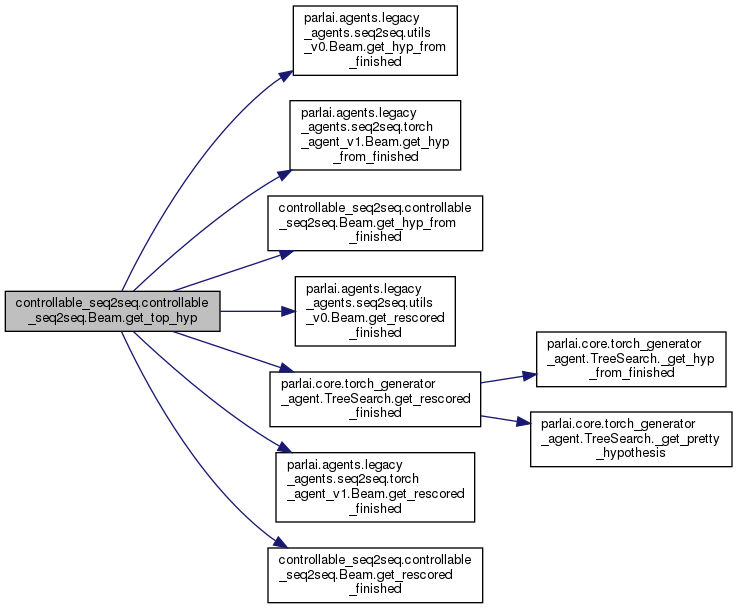 parlai.agents.legacy
_agents.seq2seq.utils
_v0.Beam.get_hyp_from
_finished
parlai.agents.legacy
_agents.seq2seq.torch
_agent_v1.Beam.get_hyp
_from_finished
controllable_seq2seq.controllable
_seq2seq.Beam.get_hyp_from
_finished
controllable_seq2seq.controllable
_seq2seq.Beam.get_top_hyp
parlai.agents.legacy
_agents.seq2seq.utils
_v0.Beam.get_rescored
_finished
parlai.core.torch_generator
_agent.TreeSearch.get_rescored
_finished
parlai.core.torch_generator
_agent.TreeSearch._get_hyp
_from_finished
parlai.core.torch_generator
_agent.TreeSearch._get_pretty
_hypothesis
parlai.agents.legacy
_agents.seq2seq.torch
_agent_v1.Beam.get_rescored
_finished
controllable_seq2seq.controllable
_seq2seq.Beam.get_rescored
_finished